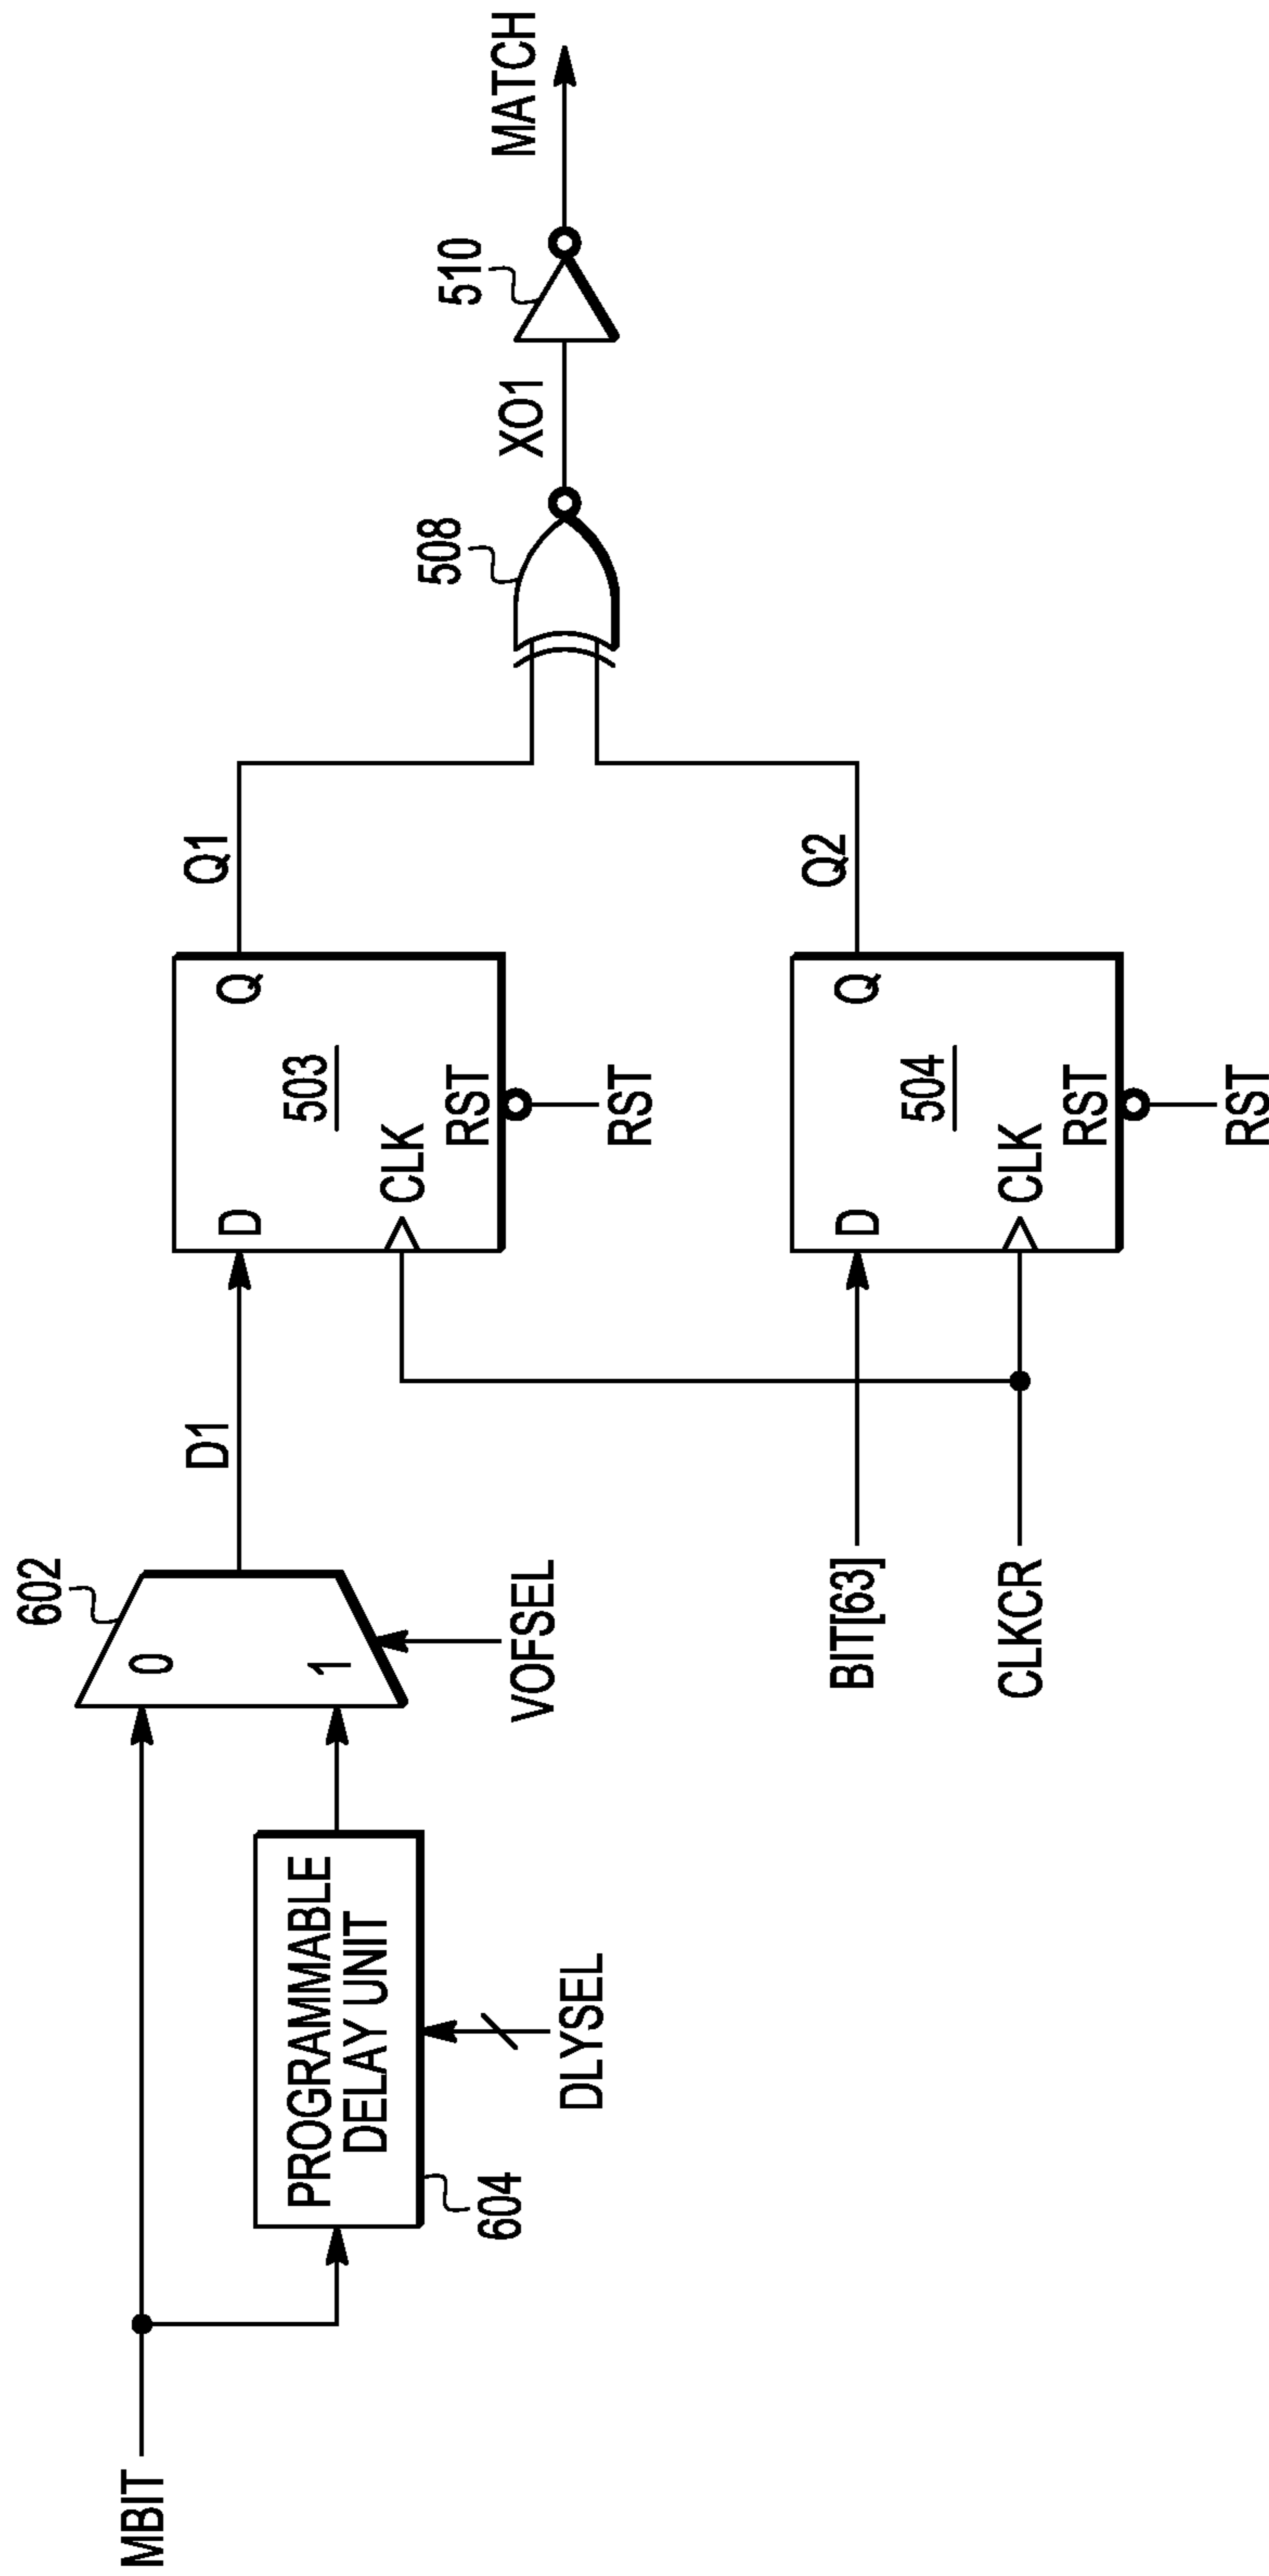 MBIT
PROGRAMMABLE
DELAY UNIT
604
DLYSEL
602
0
1
VOFSEL
D1
BIT[63]
CLKCR
D
Q
503
CLK
RST
RST
D
Q
504
CLK
RST
RST
Q1
Q2
508
XO1
510
MATCH